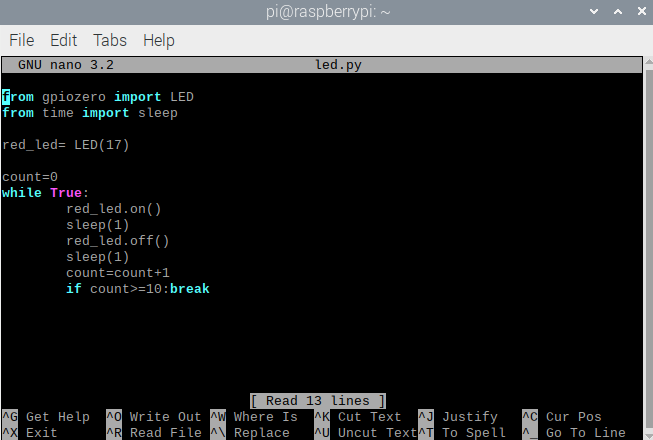 pi@raspberrypi: ~
File Edit Tabs Help
GNU nano 3.2 led.py
from gpiozero import LED
from time import sleep
red_led= LED(17)
count=0
while True:
red_led.on()
sleep(1)
red_led.off()
sleep(1)
count=count+1
if count>=10:break
[ Read 13 lines ]
^G Get Help ^O Write Out ^W Where Is ^K Cut Text ^J Justify ^C Cur Pos
^X Exit ^R Read File ^\ Replace ^U Uncut Text ^T To Spell ^_ Go To Line